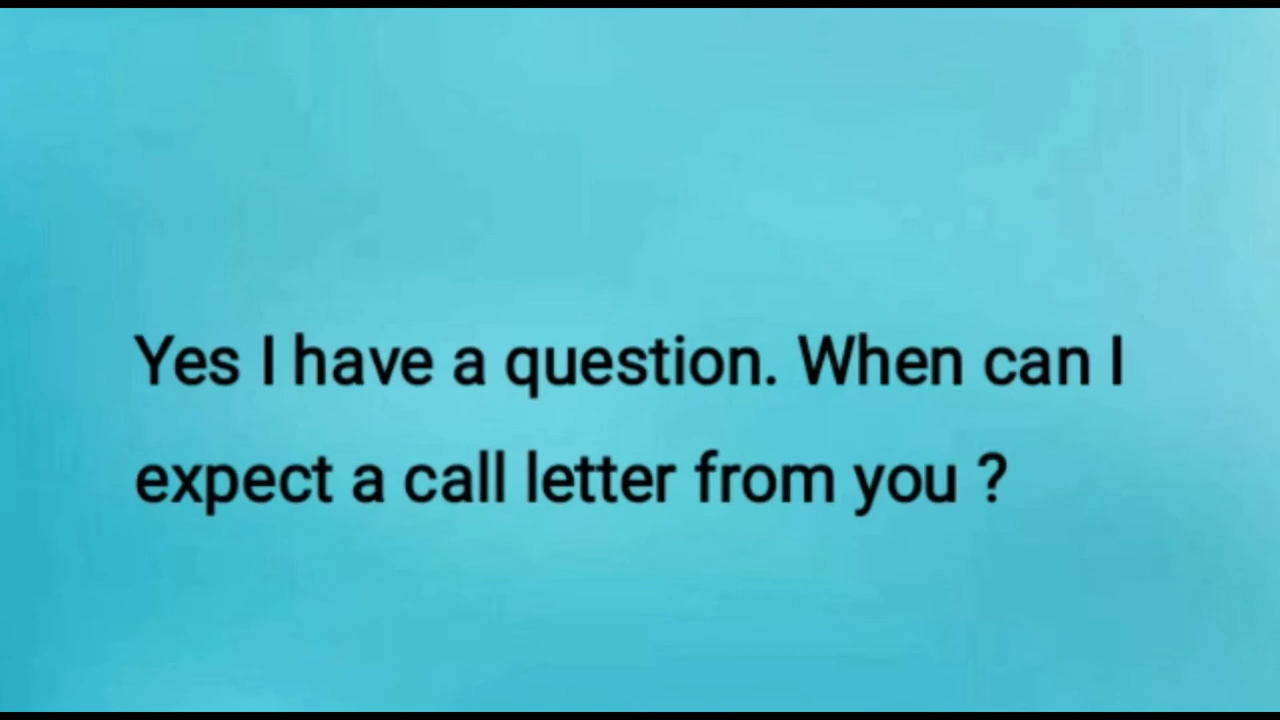 Yes I have a question. When can I
expect a call letter from you ?